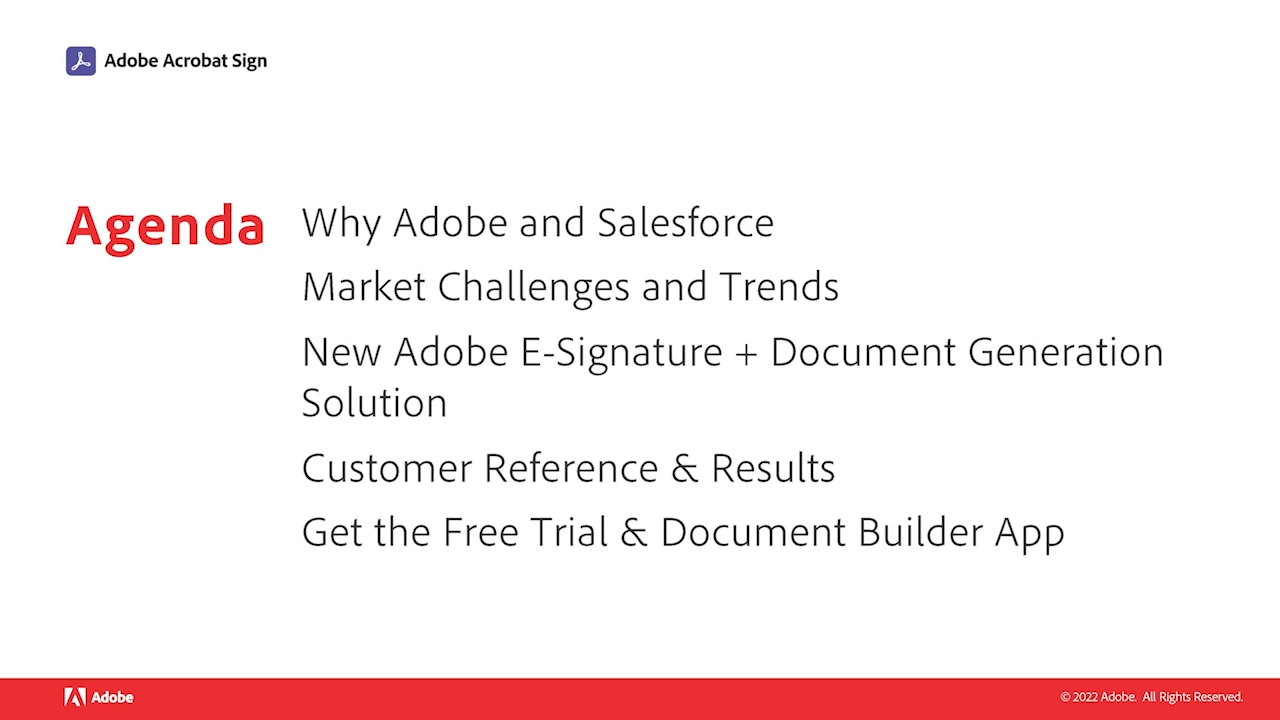 Adobe Acrobat Sign
Agenda
Why Adobe and Salesforce
Market Challenges and Trends
New Adobe E-Signature + Document Generation
Solution
Customer Reference & Results
Get the Free Trial & Document Builder App
Adobe
© 2022 Adobe. All Rights Reserved.